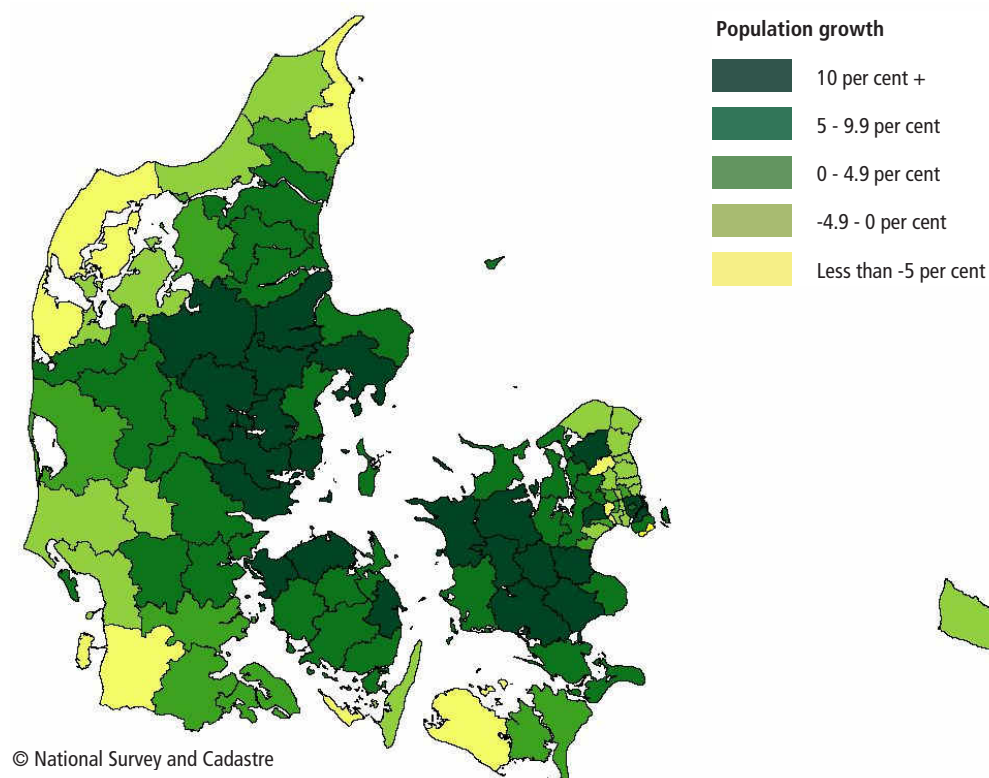 Population growth
10 per cent +
5 - 9.9 per cent
0 - 4.9 per cent
-4.9 - 0 per cent
Less than -5 per cent
© National Survey and Cadastre